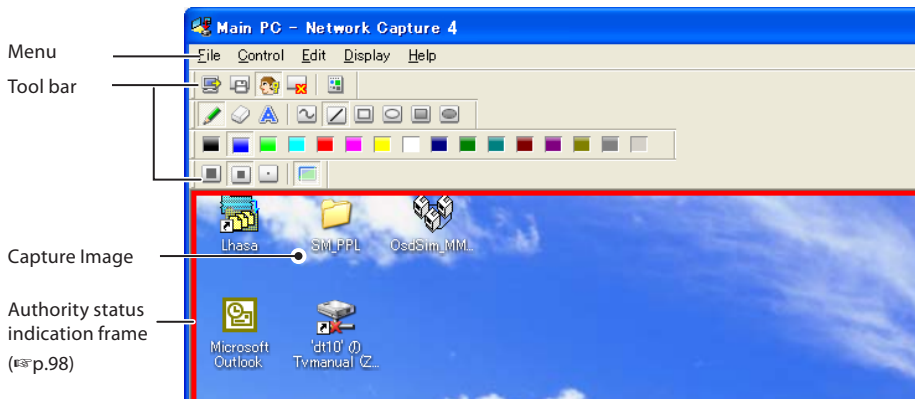 Main PC - Network Capture 4
Menu
File Control Edit Display Help
Tool bar
A
Lhasa SM_PPL OsdSim_MM...
Capture Image
Authority status
indication frame
(☞p.98)
Microsoft
Outlook
'dt10' の
Tvmanual (Z...